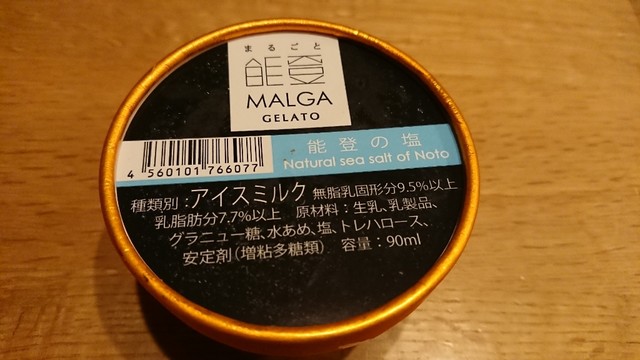 まるごと
能登
MALGA
GELATO
能登の塩
Natural sea salt of Noto
4 560101 766077
種類別:アイスミルク 無脂乳固形分9.5%以上
乳脂肪分7.7%以上 原材料:生乳、乳製品、
グラニュー糖、水あめ、塩、トレハロース、
安定剤(増粘多糖類) 容量:90ml